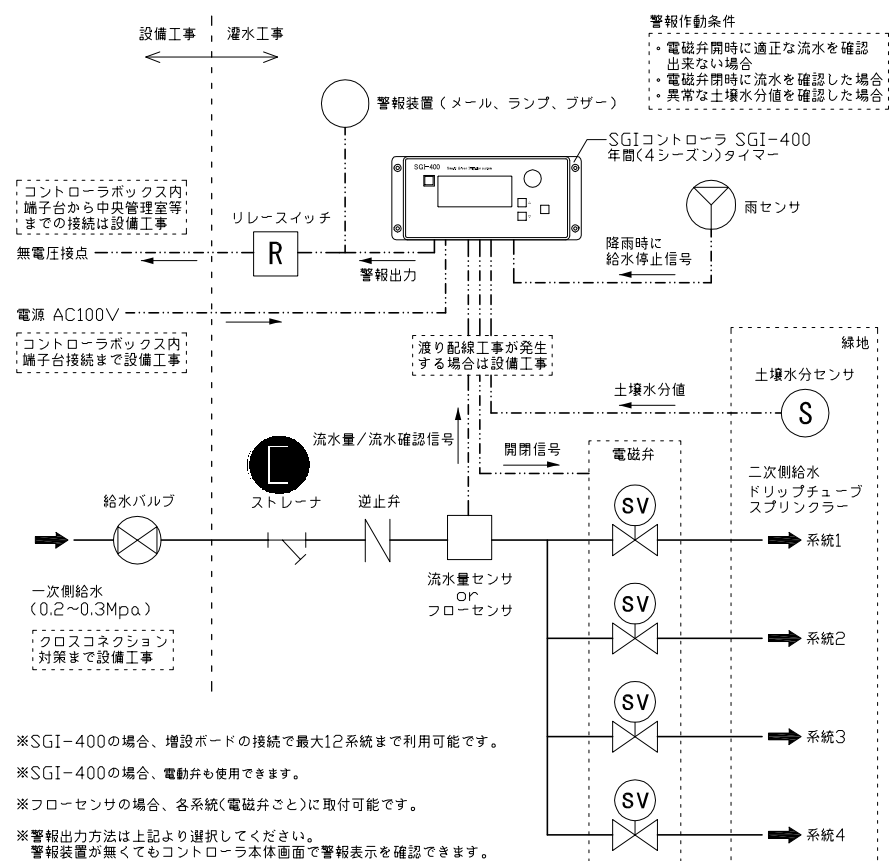 設備工事
灌水工事
警報作動条件
・電磁弁開時に適正な流水を確認
出来ない場合
・電磁弁閉時に流水を確認した場合
・異常な土壌水分値を確認した場合
警報装置（メール、ランプ、ブザー）
SGIコントローラ SGI-400
年間(4シーズン)タイマー
SGI-400
コントローラボックス内
端子台から中央管理室等
までの接続は設備工事
リレースイッチ
R
無電圧接点
警報出力
雨センサ
降雨時に
給水停止信号
電源 AC100V
コントローラボックス内
端子台接続まで設備工事
渡り配線工事が発生
する場合は設備工事
緑地
土壌水分センサ
S
土壌水分値
流水量/流水確認信号
開閉信号
電磁弁
給水バルブ
ストレーナ
逆止弁
二次側給水
ドリップチューブ
スプリンクラー
SV
系統1
流水量センサ
or
フローセンサ
一次側給水
(0.2～0.3Mpa)
クロスコネクション
対策まで設備工事
SV
系統2
SV
系統3
SV
系統4
※SGI-400の場合、増設ボードの接続で最大12系統まで利用可能です。
※SGI-400の場合、電動弁も使用できます。
※フローセンサの場合、各系統(電磁弁ごと)に取付可能です。
※警報出力方法は上記より選択してください。
警報装置が無くてもコントローラ本体画面で警報表示を確認できます。